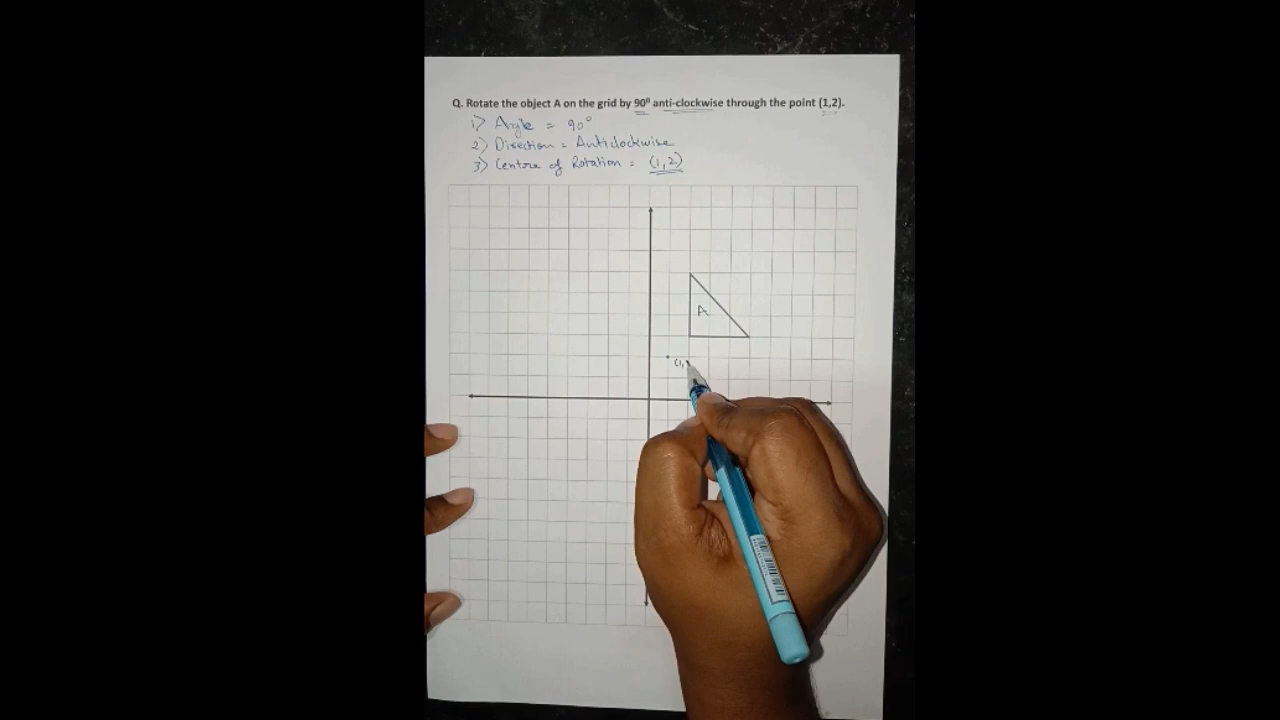 Q. Rotate the object A on the grid by 90⁰ anti-clockwise through the point (1,2).
1) Angle = 90°
2) Direction = Anticlockwise
3) Centre of Rotation = (1,2)
A
(1,